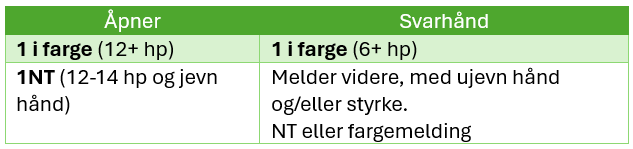 Åpner Svarhånd
1 i farge (12+ hp) 1 i farge (6+ hp)
1NT (12-14 hp og jevn
hånd)
Melder videre, med ujevn hånd
og/eller styrke.
NT eller fargemelding